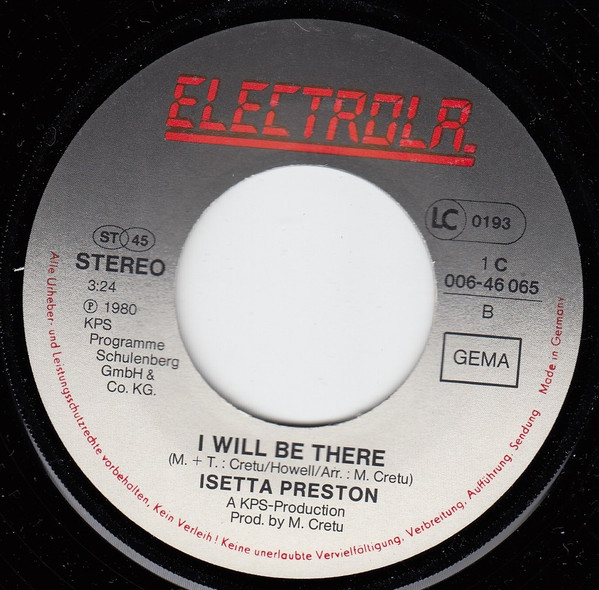 ELECTROLA.
LC 0193
ST 45
STEREO
3:24
℗ 1980
KPS
Programme
Schulenberg
GmbH &
Co. KG.
1 C
006-46 065
B
GEMA
I WILL BE THERE
(M. + T. : Cretu/Howell/Arr. : M. Cretu)
ISETTA PRESTON
A KPS-Production
Prod. by M. Cretu
Alle Urheber- und Leistungsschutzrechte vorbehalten, Kein Verleih! Keine unerlaubte Vervielfältigung, Verbreitung, Aufführung, Sendung Made in Germany